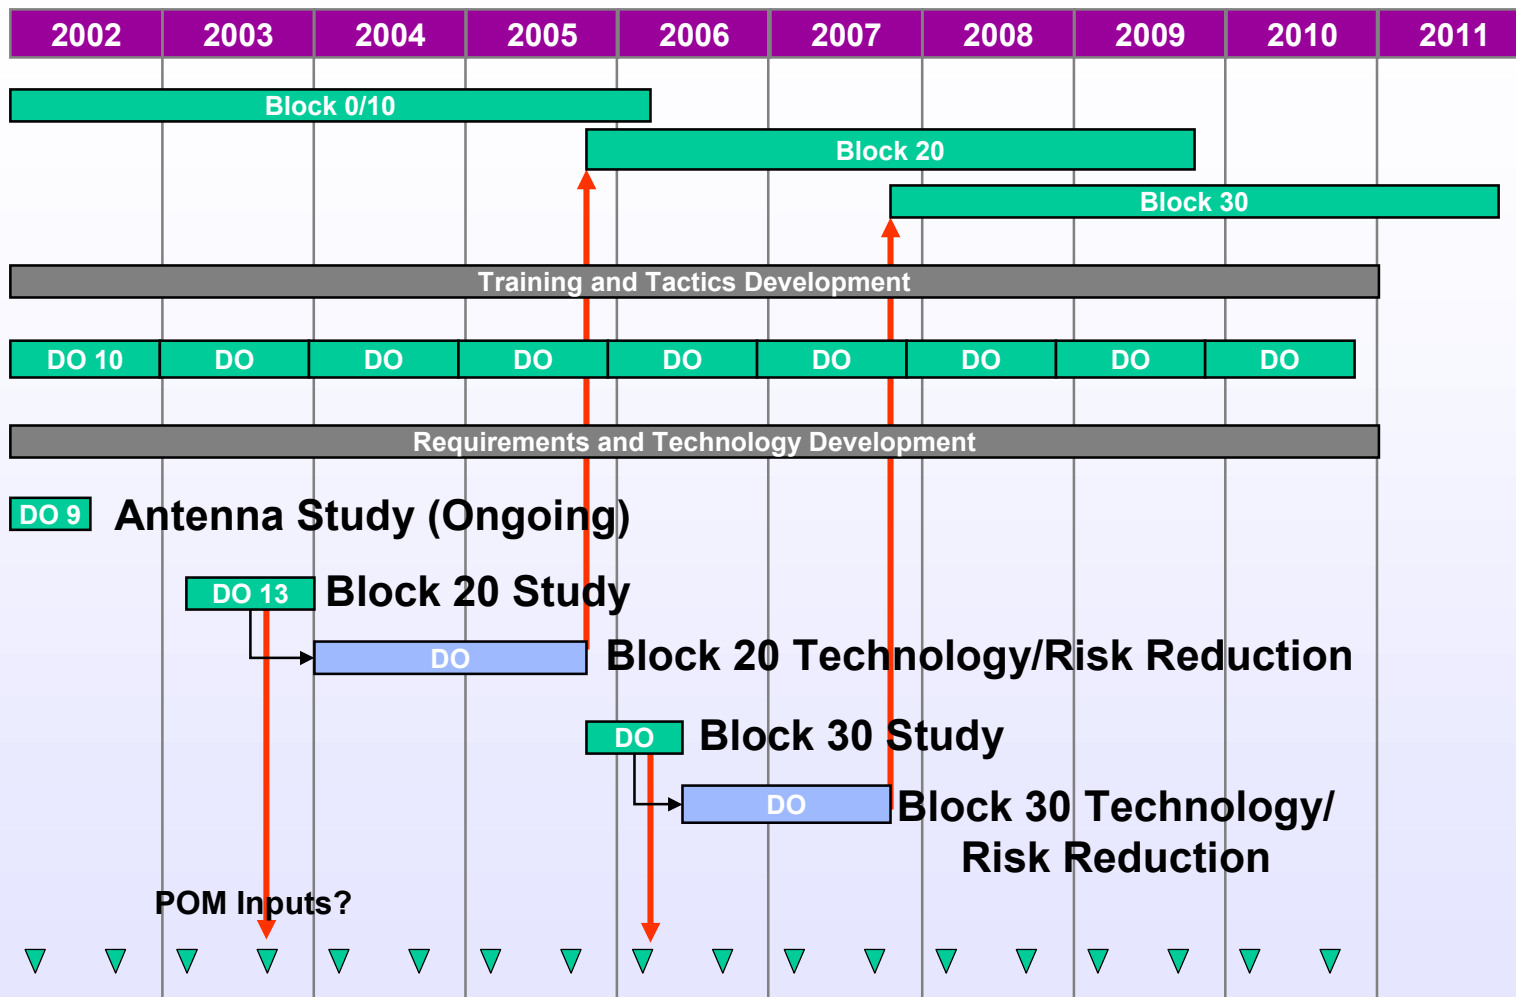 2002 2003 2004 2005 2006 2007 2008 2009 2010 2011
Block 0/10
Block 20
Block 30
Training and Tactics Development
DO 10 DO DO DO DO DO DO DO DO
Requirements and Technology Development
DO 9 Antenna Study (Ongoing)
DO 13 Block 20 Study
DO Block 20 Technology/Risk Reduction
DO Block 30 Study
DO Block 30 Technology/
Risk Reduction
POM Inputs?